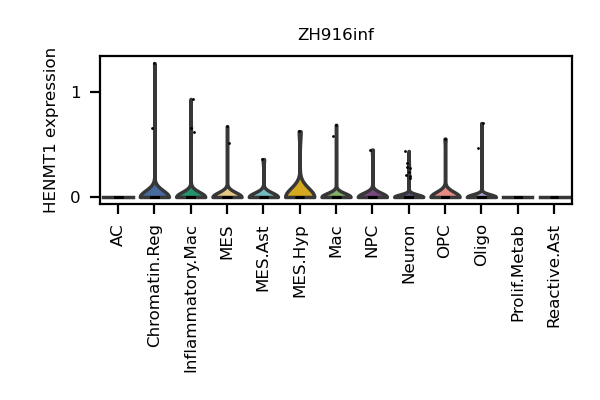 ZH916inf
HENMT1 expression
1
0
AC
Chromatin.Reg
Inflammatory.Mac
MES
MES.Ast
MES.Hyp
Mac
NPC
Neuron
OPC
Oligo
Prolif.Metab
Reactive.Ast